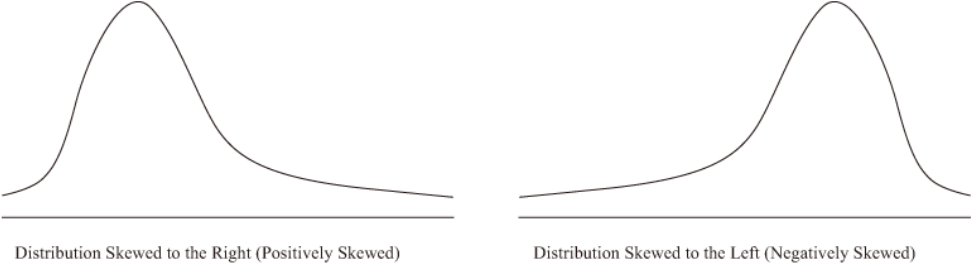 Distribution Skewed to the Right (Positively Skewed)
Distribution Skewed to the Left (Negatively Skewed)